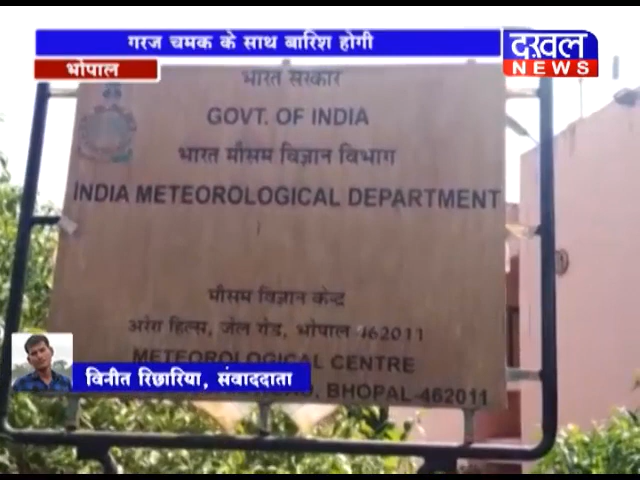 गरज चमक के साथ बारिश होगी
दखल
NEWS
भोपाल
भारत सरकार
GOVT. OF INDIA
भारत मौसम विज्ञान विभाग
INDIA METEOROLOGICAL DEPARTMENT
मौसम विज्ञान केन्द्र
अरेरा हिल्स, जेल रोड, भोपाल-462011
METEOROLOGICAL CENTRE
BHOPAL-462011
विनीत रिछारिया, संवाददाता